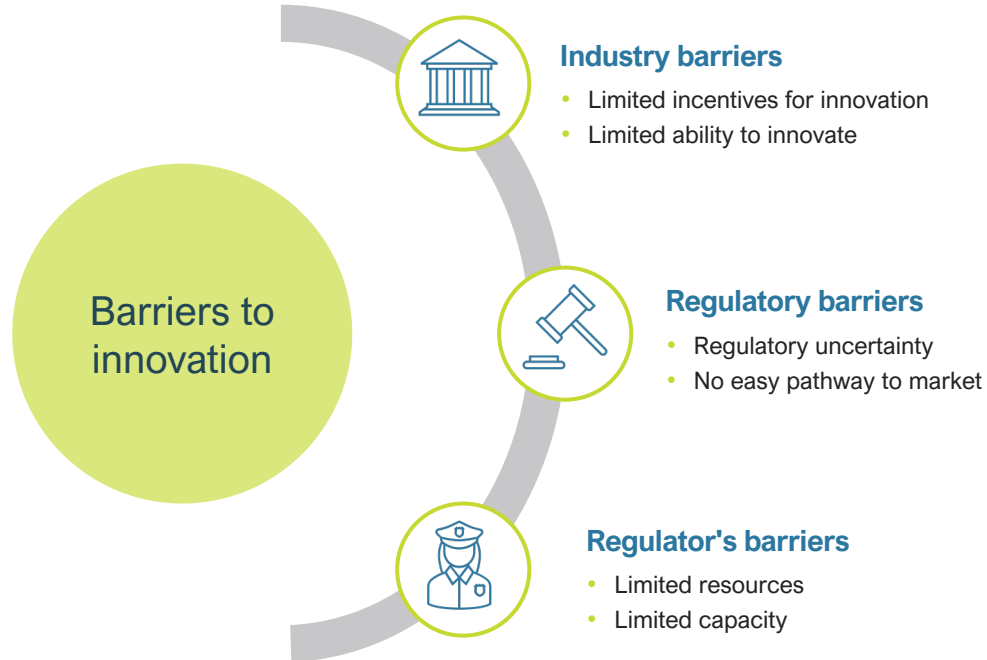 Barriers to
innovation
Industry barriers
• Limited incentives for innovation
• Limited ability to innovate
Regulatory barriers
• Regulatory uncertainty
• No easy pathway to market
Regulator's barriers
• Limited resources
• Limited capacity